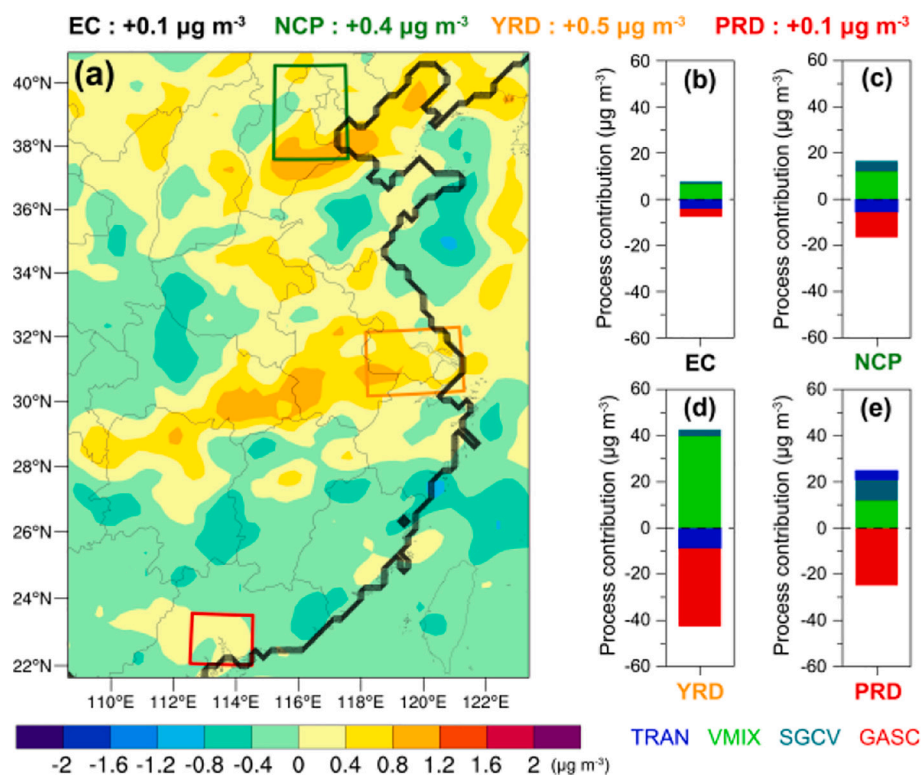 EC : +0.1 µg m⁻³ NCP : +0.4 µg m⁻³ YRD : +0.5 µg m⁻³ PRD : +0.1 µg m⁻³
(a)
40°N
38°N
36°N
34°N
32°N
30°N
28°N
26°N
24°N
22°N
110°E 112°E 114°E 116°E 118°E 120°E 122°E
-2 -1.6 -1.2 -0.8 -0.4 0 0.4 0.8 1.2 1.6 2 (µg m⁻³)
(b)
Process contribution (µg m⁻³)
60
40
20
0
-20
-40
-60
EC
(c)
Process contribution (µg m⁻³)
60
40
20
0
-20
-40
-60
NCP
(d)
Process contribution (µg m⁻³)
60
40
20
0
-20
-40
-60
YRD
(e)
Process contribution (µg m⁻³)
60
40
20
0
-20
-40
-60
PRD
TRAN VMIX SGCV GASC